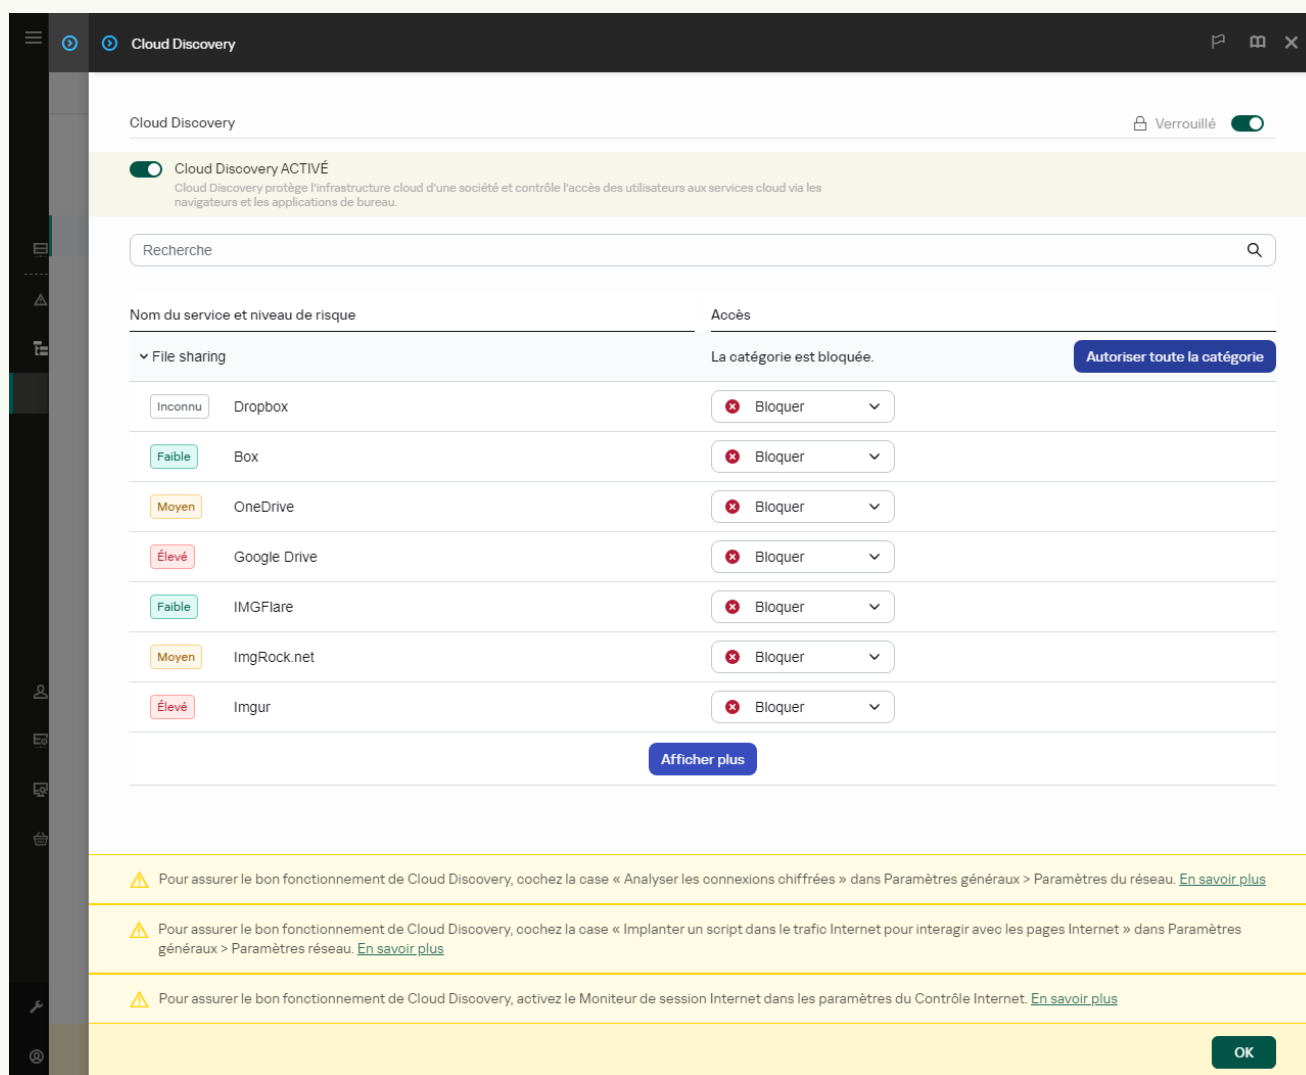 Cloud Discovery
Cloud Discovery
Verrouillé
Cloud Discovery ACTIVÉ
Cloud Discovery protège l'infrastructure cloud d'une société et contrôle l'accès des utilisateurs aux services cloud via les
navigateurs et les applications de bureau.
Recherche
Nom du service et niveau de risque
Accès
File sharing
La catégorie est bloquée.
Autoriser toute la catégorie
Inconnu Dropbox Bloquer
Faible Box Bloquer
Moyen OneDrive Bloquer
Élevé Google Drive Bloquer
Faible IMGFlare Bloquer
Moyen ImgRock.net Bloquer
Élevé Imgur Bloquer
Afficher plus
Pour assurer le bon fonctionnement de Cloud Discovery, cochez la case « Analyser les connexions chiffrées » dans Paramètres généraux > Paramètres du réseau. En savoir plus
Pour assurer le bon fonctionnement de Cloud Discovery, cochez la case « Implanter un script dans le trafic Internet pour interagir avec les pages Internet » dans Paramètres
généraux > Paramètres réseau. En savoir plus
Pour assurer le bon fonctionnement de Cloud Discovery, activez le Moniteur de session Internet dans les paramètres du Contrôle Internet. En savoir plus
OK